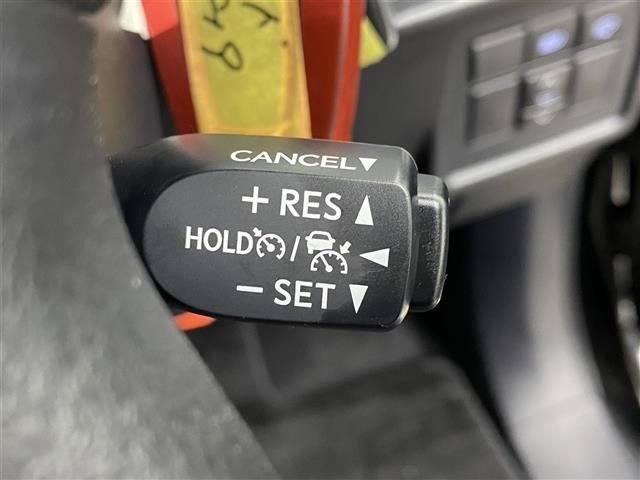 CANCEL▼
+ RES ▲
HOLD / ◀
− SET ▼